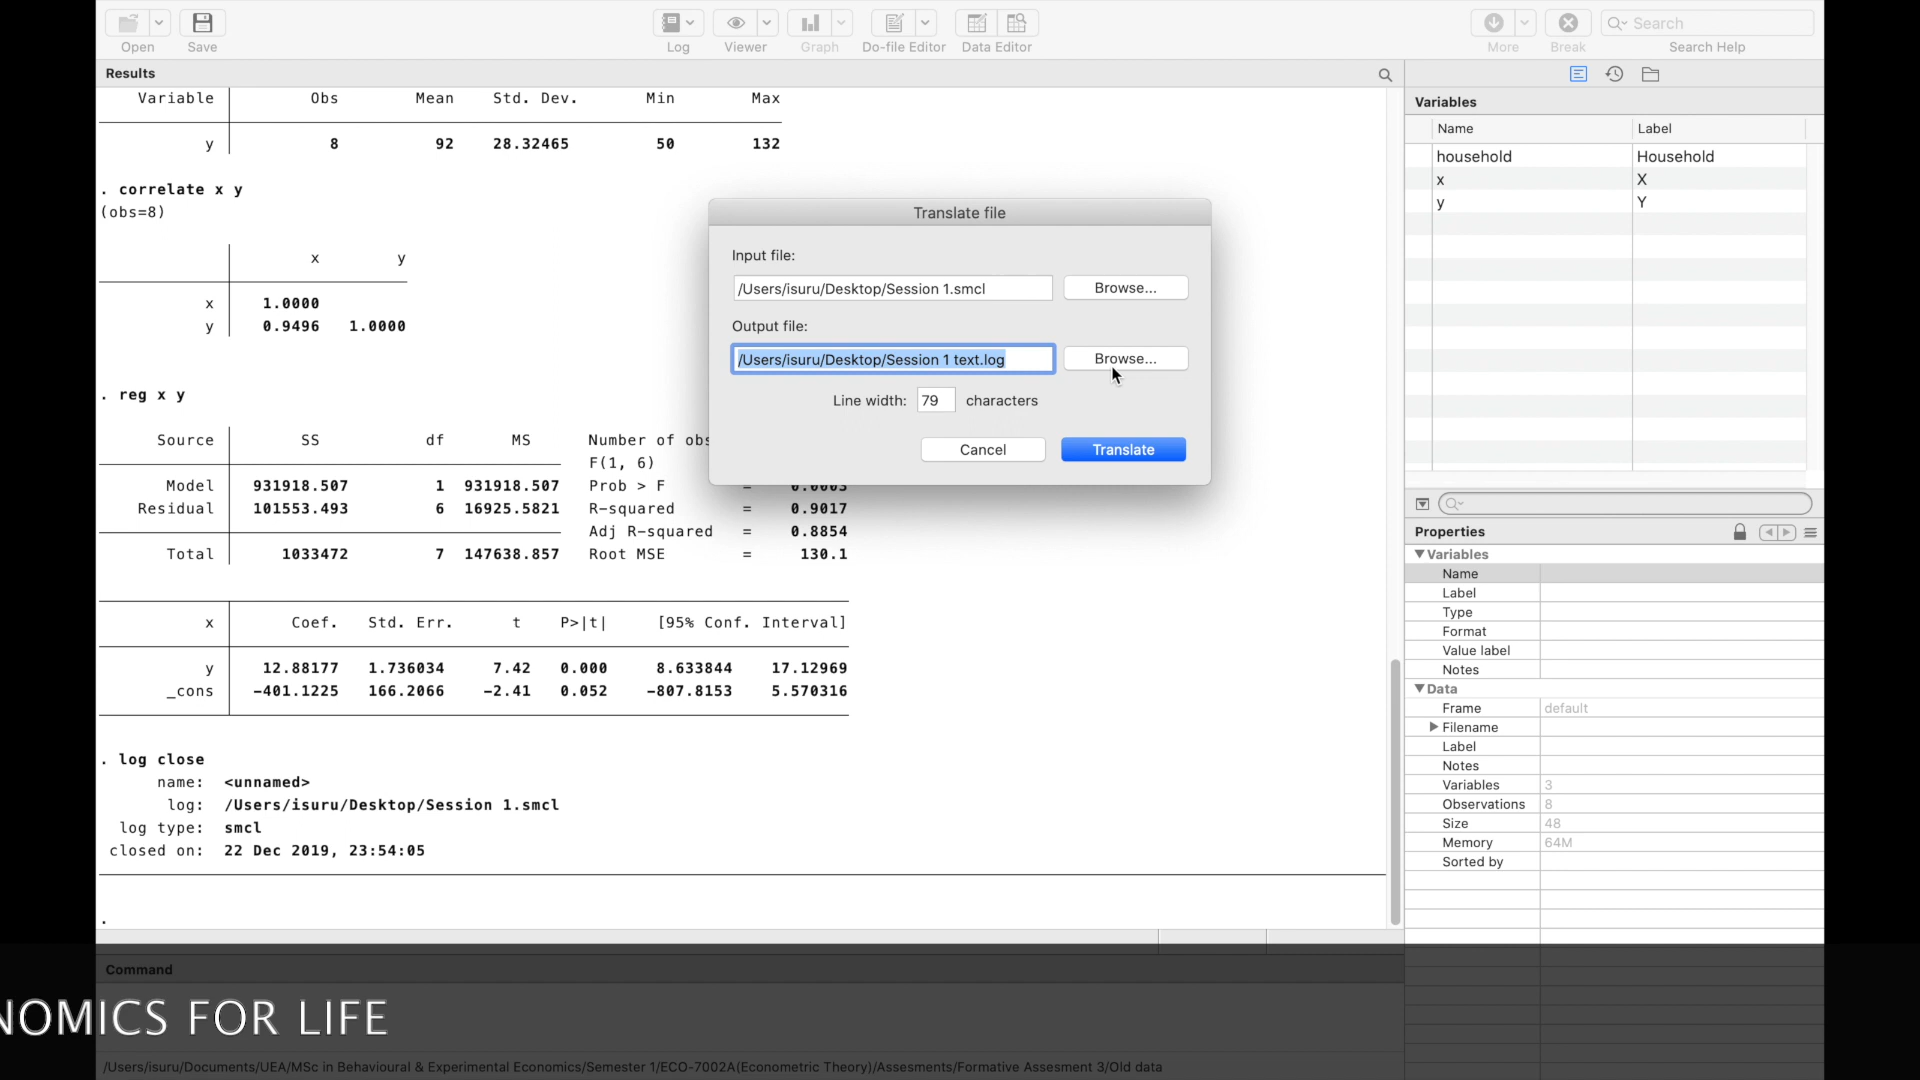 Open
Save
Log
Viewer
Graph
Do-file Editor
Data Editor
More
Break
Search
Search Help
Results
Variable Obs Mean Std. Dev. Min Max
y 8 92 28.32465 50 132
. correlate x y
(obs=8)
x y
x 1.0000
y 0.9496 1.0000
. reg x y
Source SS df MS Number of obs
F(1, 6)
Model 931918.507 1 931918.507 Prob > F = 0.0003
Residual 101553.493 6 16925.5821 R-squared = 0.9017
Adj R-squared = 0.8854
Total 1033472 7 147638.857 Root MSE = 130.1
x Coef. Std. Err. t P>|t| [95% Conf. Interval]
y 12.88177 1.736034 7.42 0.000 8.633844 17.12969
_cons -401.1225 166.2066 -2.41 0.052 -807.8153 5.570316
. log close
name: <unnamed>
log: /Users/isuru/Desktop/Session 1.smcl
log type: smcl
closed on: 22 Dec 2019, 23:54:05
.
Translate file
Input file:
/Users/isuru/Desktop/Session 1.smcl
Browse...
Output file:
/Users/isuru/Desktop/Session 1 text.log
Browse...
Line width: 79 characters
Cancel
Translate
Variables
Name Label
household Household
x X
y Y
Properties
Variables
Name
Label
Type
Format
Value label
Notes
Data
Frame default
Filename
Label
Notes
Variables 3
Observations 8
Size 48
Memory 64M
Sorted by
Command
NOMICS FOR LIFE
/Users/isuru/Documents/UEA/MSc in Behavioural & Experimental Economics/Semester 1/ECO-7002A(Econometric Theory)/Assesments/Formative Assesment 3/Old data